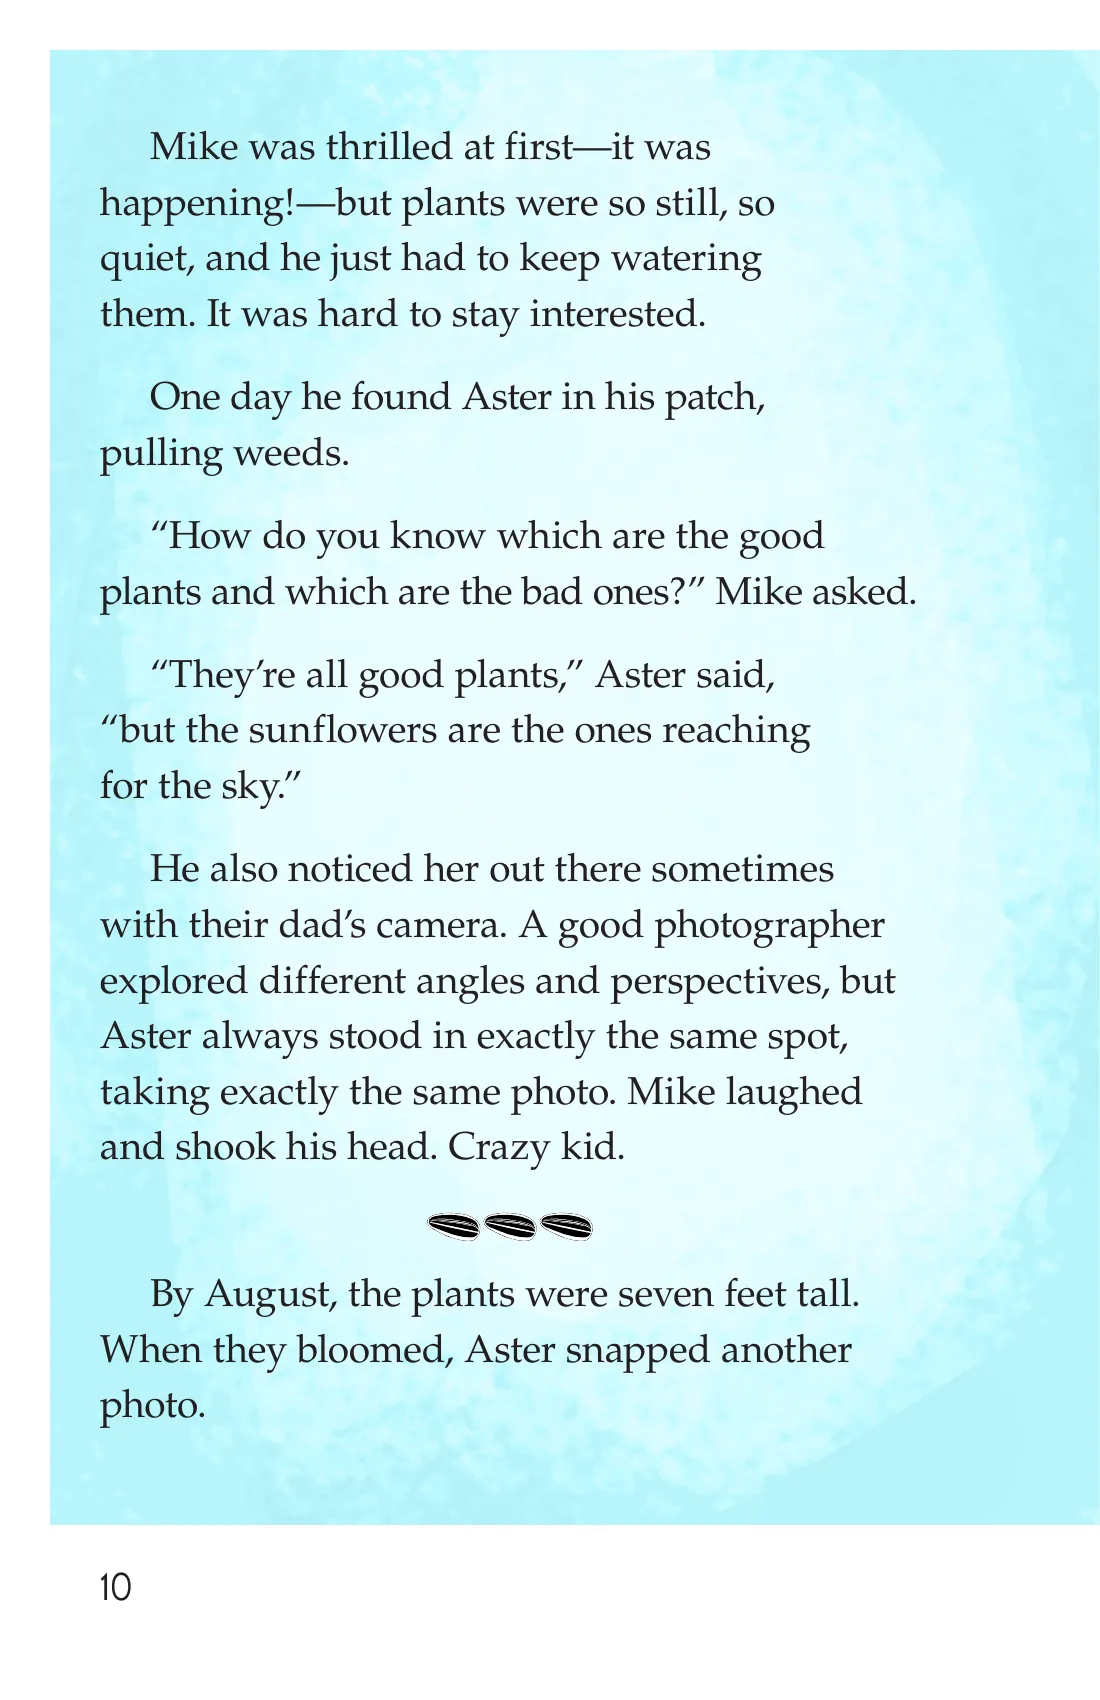 Mike was thrilled at first—it was
happening!—but plants were so still, so
quiet, and he just had to keep watering
them. It was hard to stay interested.
One day he found Aster in his patch,
pulling weeds.
“How do you know which are the good
plants and which are the bad ones?” Mike asked.
“They’re all good plants,” Aster said,
“but the sunflowers are the ones reaching
for the sky.”
He also noticed her out there sometimes
with their dad’s camera. A good photographer
explored different angles and perspectives, but
Aster always stood in exactly the same spot,
taking exactly the same photo. Mike laughed
and shook his head. Crazy kid.
By August, the plants were seven feet tall.
When they bloomed, Aster snapped another
photo.
10